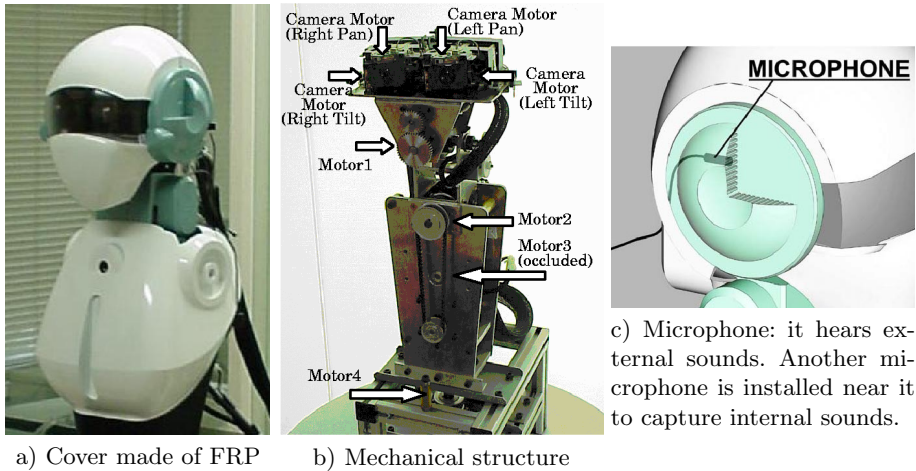 Camera Motor
(Right Pan)
Camera Motor
(Left Pan)
Camera
Motor
(Right Tilt)
Camera
Motor
(Left Tilt)
Motor1
Motor2
Motor3
(occluded)
Motor4
MICROPHONE
c) Microphone: it hears ex-
ternal sounds. Another mi-
crophone is installed near it
to capture internal sounds.
a) Cover made of FRP
b) Mechanical structure